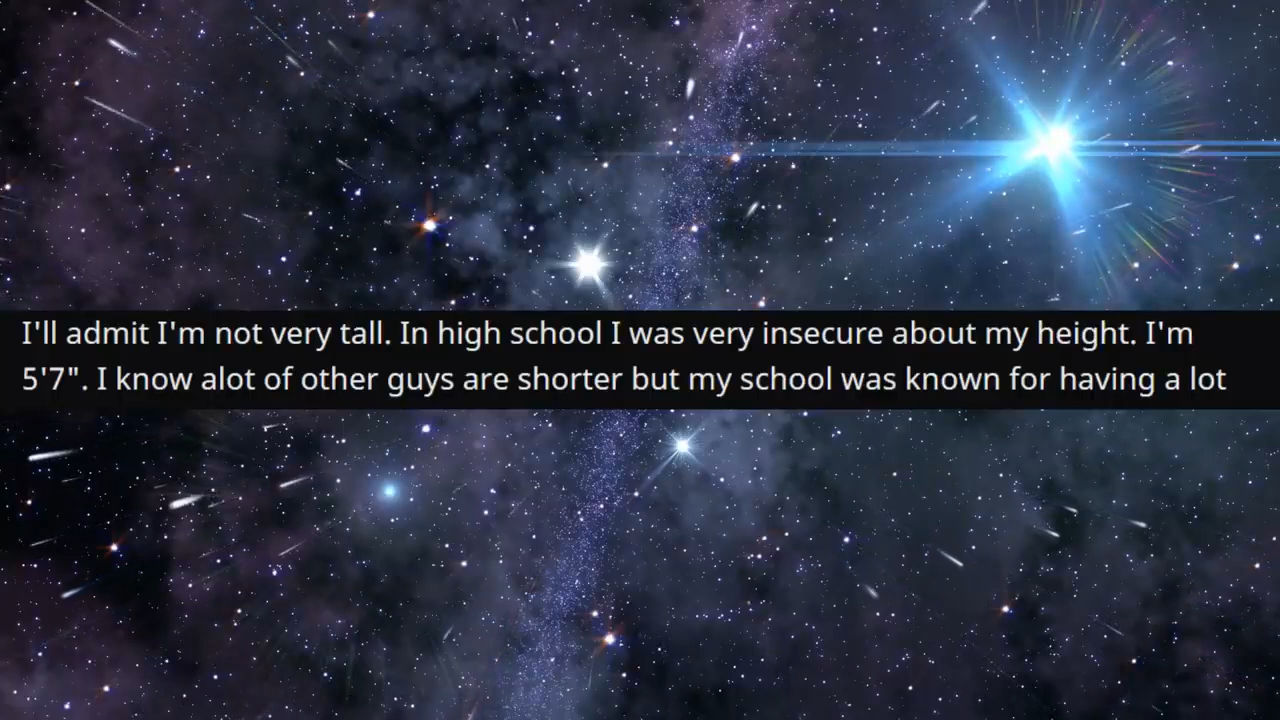 I'll admit I'm not very tall. In high school I was very insecure about my height. I'm
5'7". I know alot of other guys are shorter but my school was known for having a lot